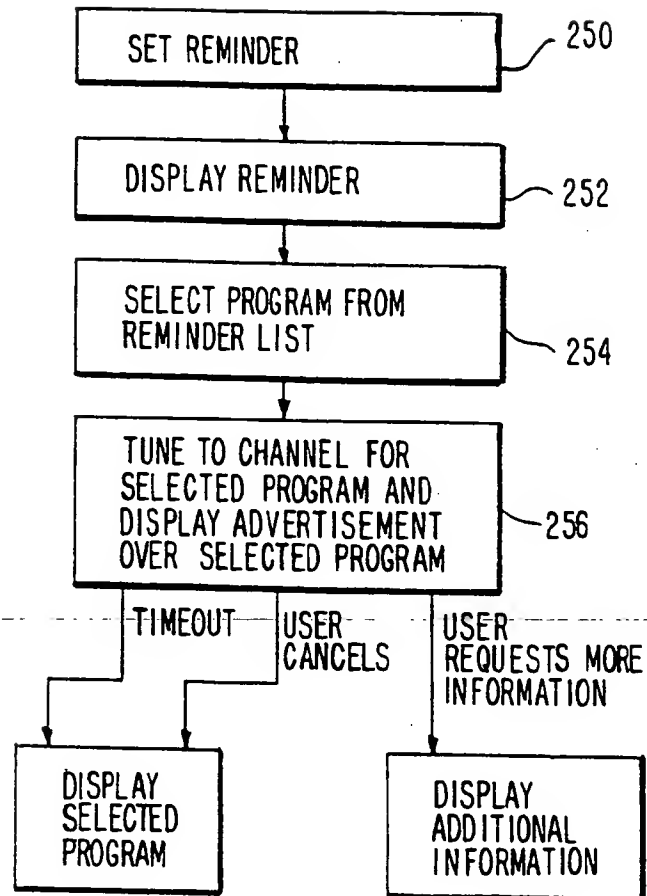 SET REMINDER
250
DISPLAY REMINDER
252
SELECT PROGRAM FROM
REMINDER LIST
254
TUNE TO CHANNEL FOR
SELECTED PROGRAM AND
DISPLAY ADVERTISEMENT
OVER SELECTED PROGRAM
256
TIMEOUT
USER
CANCELS
USER
REQUESTS MORE
INFORMATION
DISPLAY
SELECTED
PROGRAM
DISPLAY
ADDITIONAL
INFORMATION